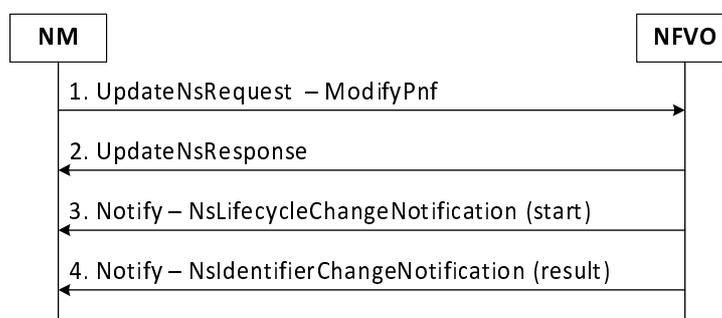 NM
NFVO
1. UpdateNsRequest – ModifyPnf
2. UpdateNsResponse
3. Notify – NsLifecycleChangeNotification (start)
4. Notify – NsIdentifierChangeNotification (result)